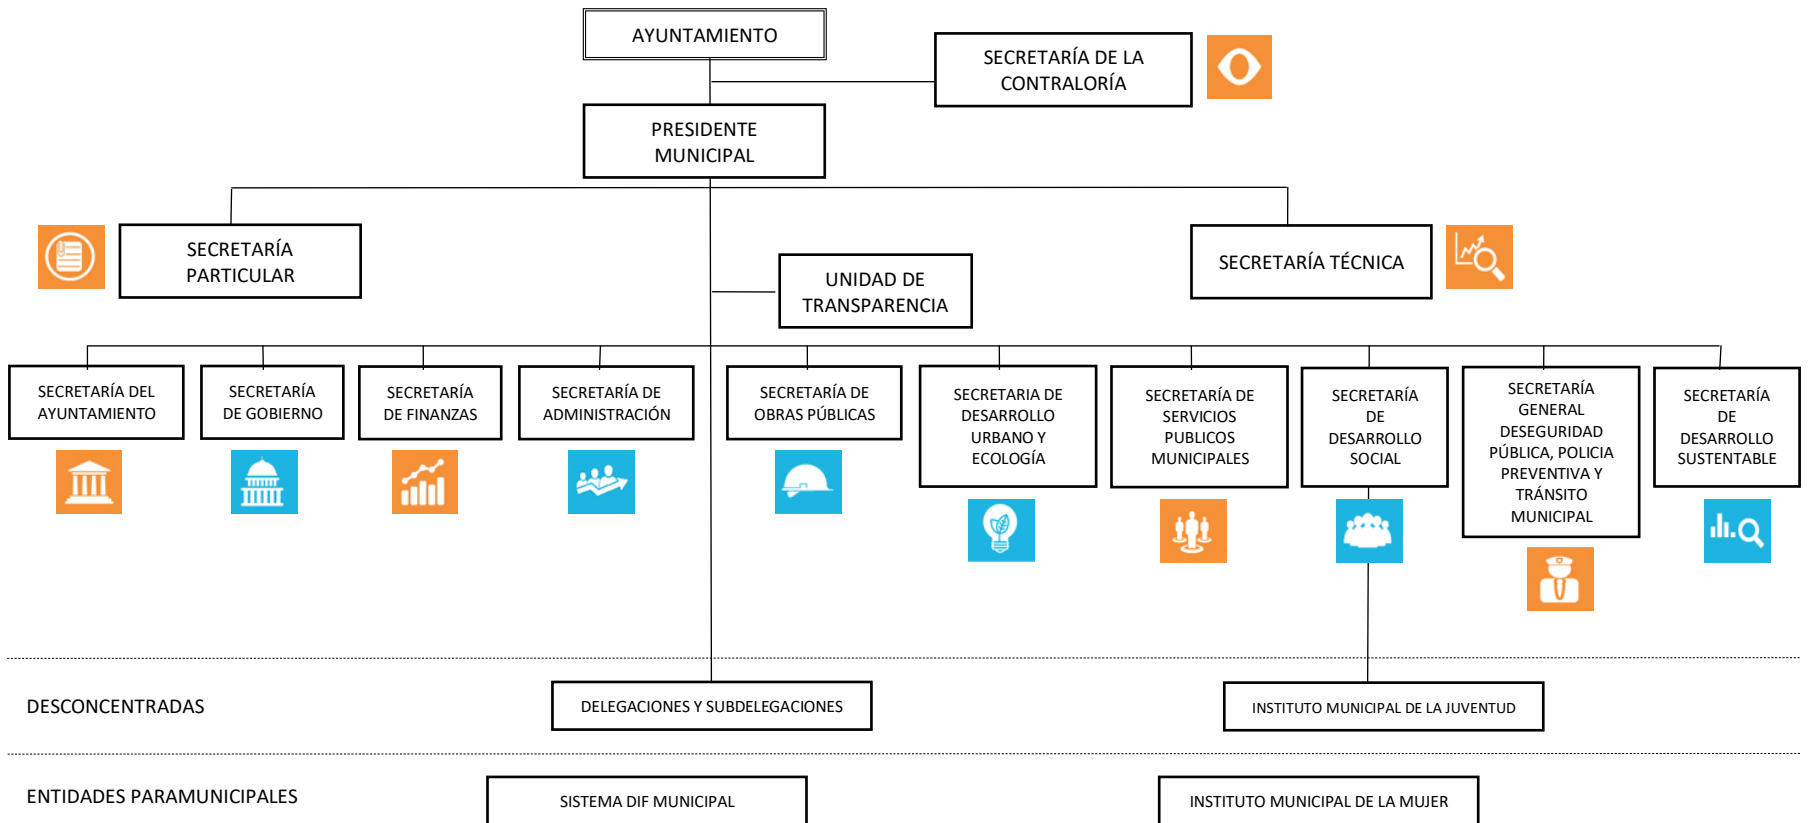 AYUNTAMIENTO
SECRETARÍA DE LA
CONTRALORÍA
PRESIDENTE
MUNICIPAL
SECRETARÍA
PARTICULAR
SECRETARÍA TÉCNICA
UNIDAD DE
TRANSPARENCIA
SECRETARÍA DEL
AYUNTAMIENTO
SECRETARÍA
DE GOBIERNO
SECRETARÍA
DE FINANZAS
SECRETARÍA DE
ADMINISTRACIÓN
SECRETARÍA DE
OBRAS PÚBLICAS
SECRETARIA DE
DESARROLLO
URBANO Y
ECOLOGÍA
SECRETARÍA DE
SERVICIOS
PUBLICOS
MUNICIPALES
SECRETARÍA
DE
DESARROLLO
SOCIAL
SECRETARÍA
GENERAL
DESEGURIDAD
PÚBLICA, POLICIA
PREVENTIVA Y
TRÁNSITO
MUNICIPAL
SECRETARÍA
DE
DESARROLLO
SUSTENTABLE
DESCONCENTRADAS
DELEGACIONES Y SUBDELEGACIONES
INSTITUTO MUNICIPAL DE LA JUVENTUD
ENTIDADES PARAMUNICIPALES
SISTEMA DIF MUNICIPAL
INSTITUTO MUNICIPAL DE LA MUJER